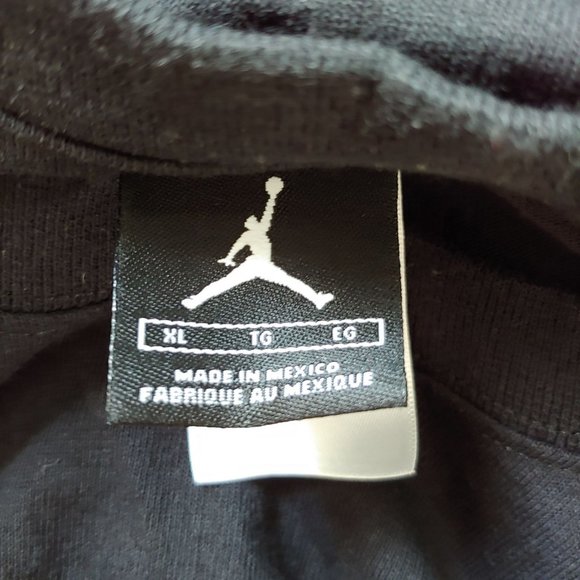 XL TG EG
MADE IN MEXICO
FABRIQUE AU MEXIQUE